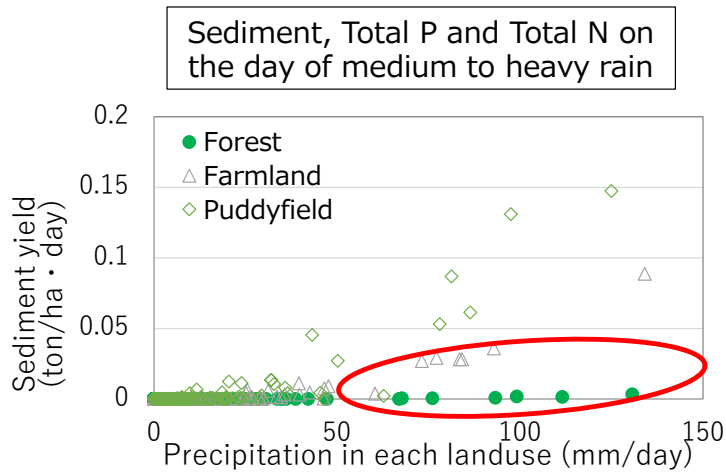 Sediment, Total P and Total N on
the day of medium to heavy rain
0.2
0.15
0.1
0.05
0
Sediment yield
(ton/ha・day)
Forest
Farmland
Puddyfield
0
50
100
150
Precipitation in each landuse (mm/day)